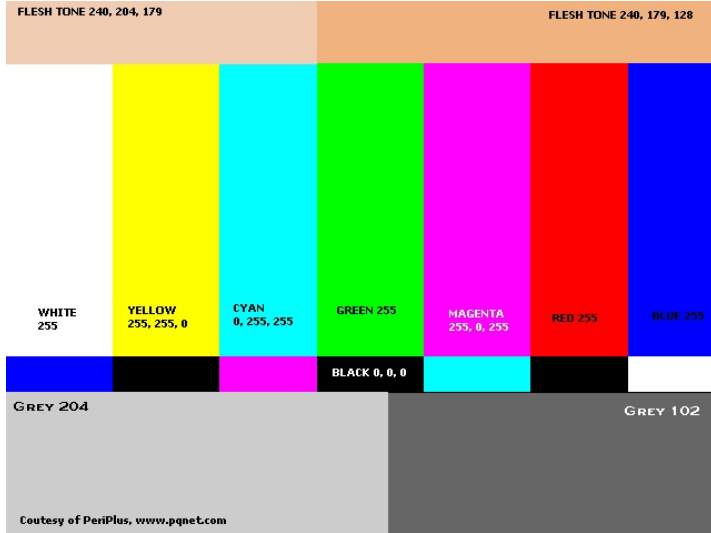 FLESH TONE 240, 204, 179
FLESH TONE 240, 179, 128
WHITE
255
YELLOW
255, 255, 0
CYAN
0, 255, 255
GREEN 255
MAGENTA
255, 0, 255
RED 255
BLUE 255
BLACK 0, 0, 0
GREY 204
GREY 102
Coutesy of PeriPlus, www.pqnet.com